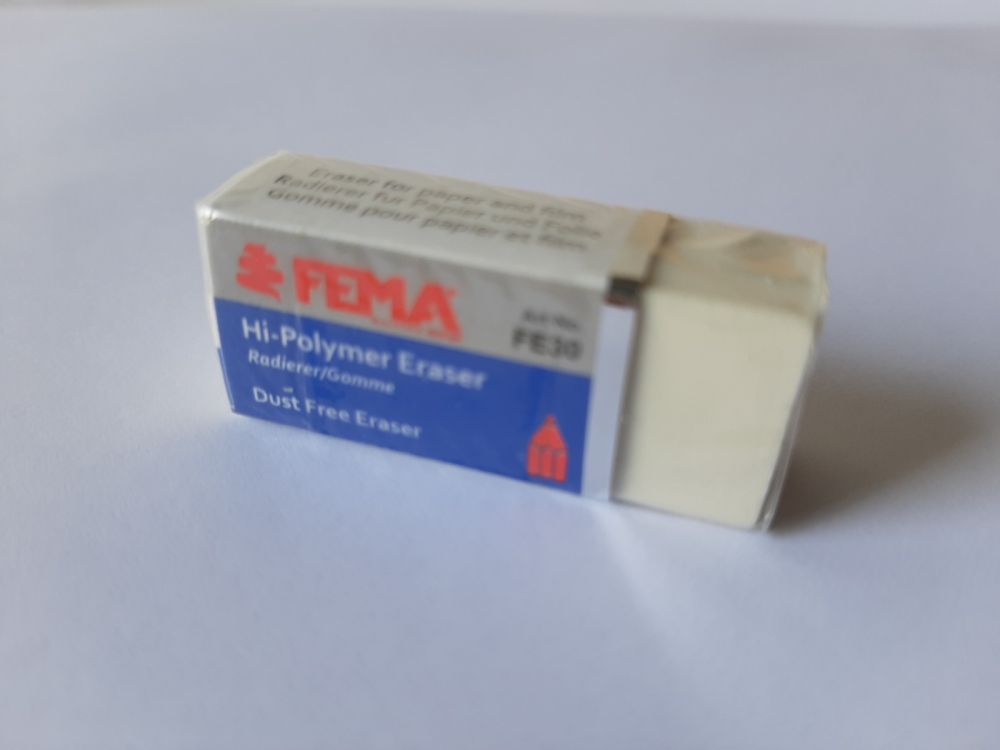 Eraser for paper and film
Radierer für Papier und Folie
Gomme pour papier et film
FEMA
Art No.
FE30
Hi-Polymer Eraser
Radierer/Gomme
Dust Free Eraser